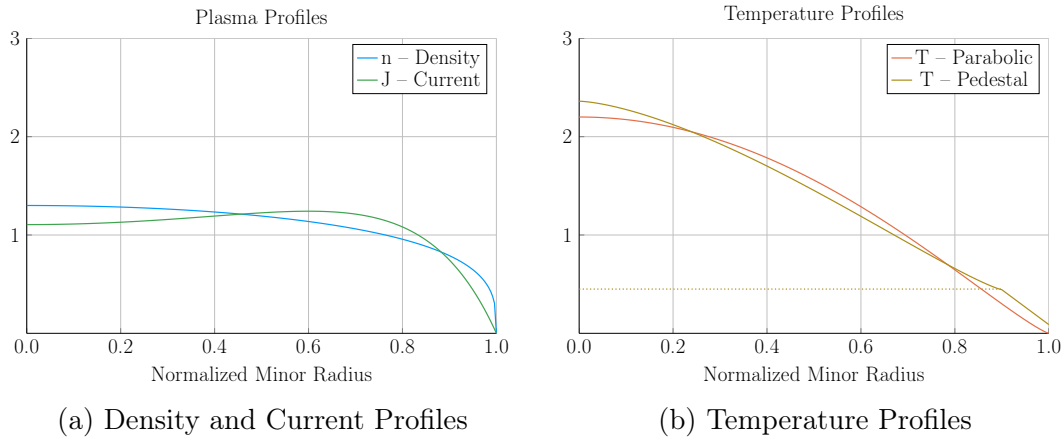 Plasma Profiles
3
2
1
n – Density
J – Current
0.0 0.2 0.4 0.6 0.8 1.0
Normalized Minor Radius
(a) Density and Current Profiles
Temperature Profiles
3
2
1
T – Parabolic
T – Pedestal
0.0 0.2 0.4 0.6 0.8 1.0
Normalized Minor Radius
(b) Temperature Profiles